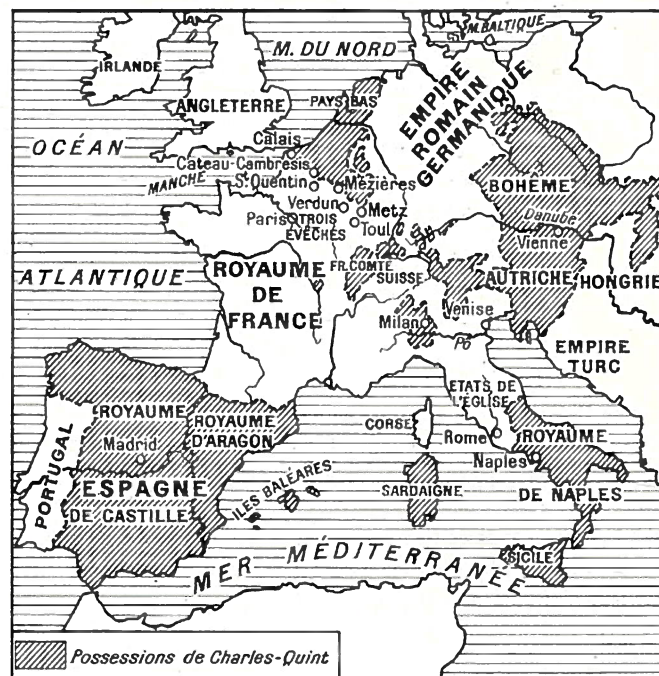 M. BALTIQUE
M. DU NORD
IRLANDE
ANGLETERRE
PAYS BAS
EMPIRE
ROMAIN
GERMANIQUE
OCÉAN
Calais
Cateau-Cambrésis
MANCHE
St. Quentin
Mézières
BOHÊME
Verdun
Metz
Danube
Paris
TROIS
ÉVÊCHÉS
Toul
Vienne
ATLANTIQUE
ROYAUME
DE
FRANCE
FR. COMTE
SUISSE
AUTRICHE
HONGRIE
Milan
Venise
Pô
EMPIRE
TURC
ETATS DE
L'ÉGLISE
ROYAUME
ROYAUME
D'ARAGON
CORSE
Rome
ROYAUME
Madrid
Naples
PORTUGAL
ESPAGNE
DE CASTILLE
ILES BALÉARES
SARDAIGNE
DE NAPLES
SICILE
MER MÉDITERRANÉE
Possessions de Charles-Quint